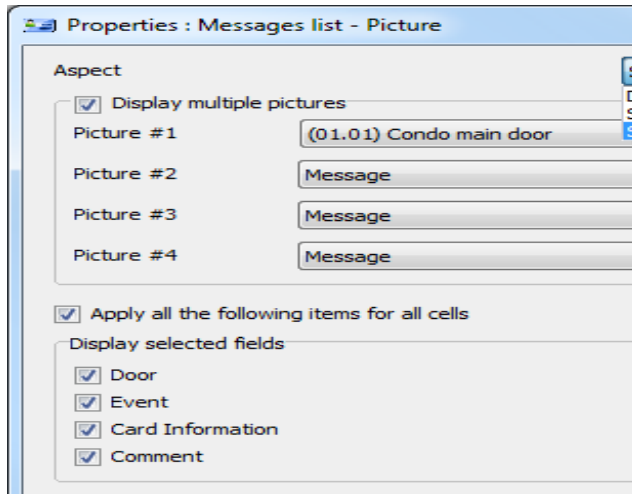 Properties : Messages list - Picture
Aspect
Display multiple pictures
Picture #1 (01.01) Condo main door
Picture #2 Message
Picture #3 Message
Picture #4 Message
Apply all the following items for all cells
Display selected fields
Door
Event
Card Information
Comment